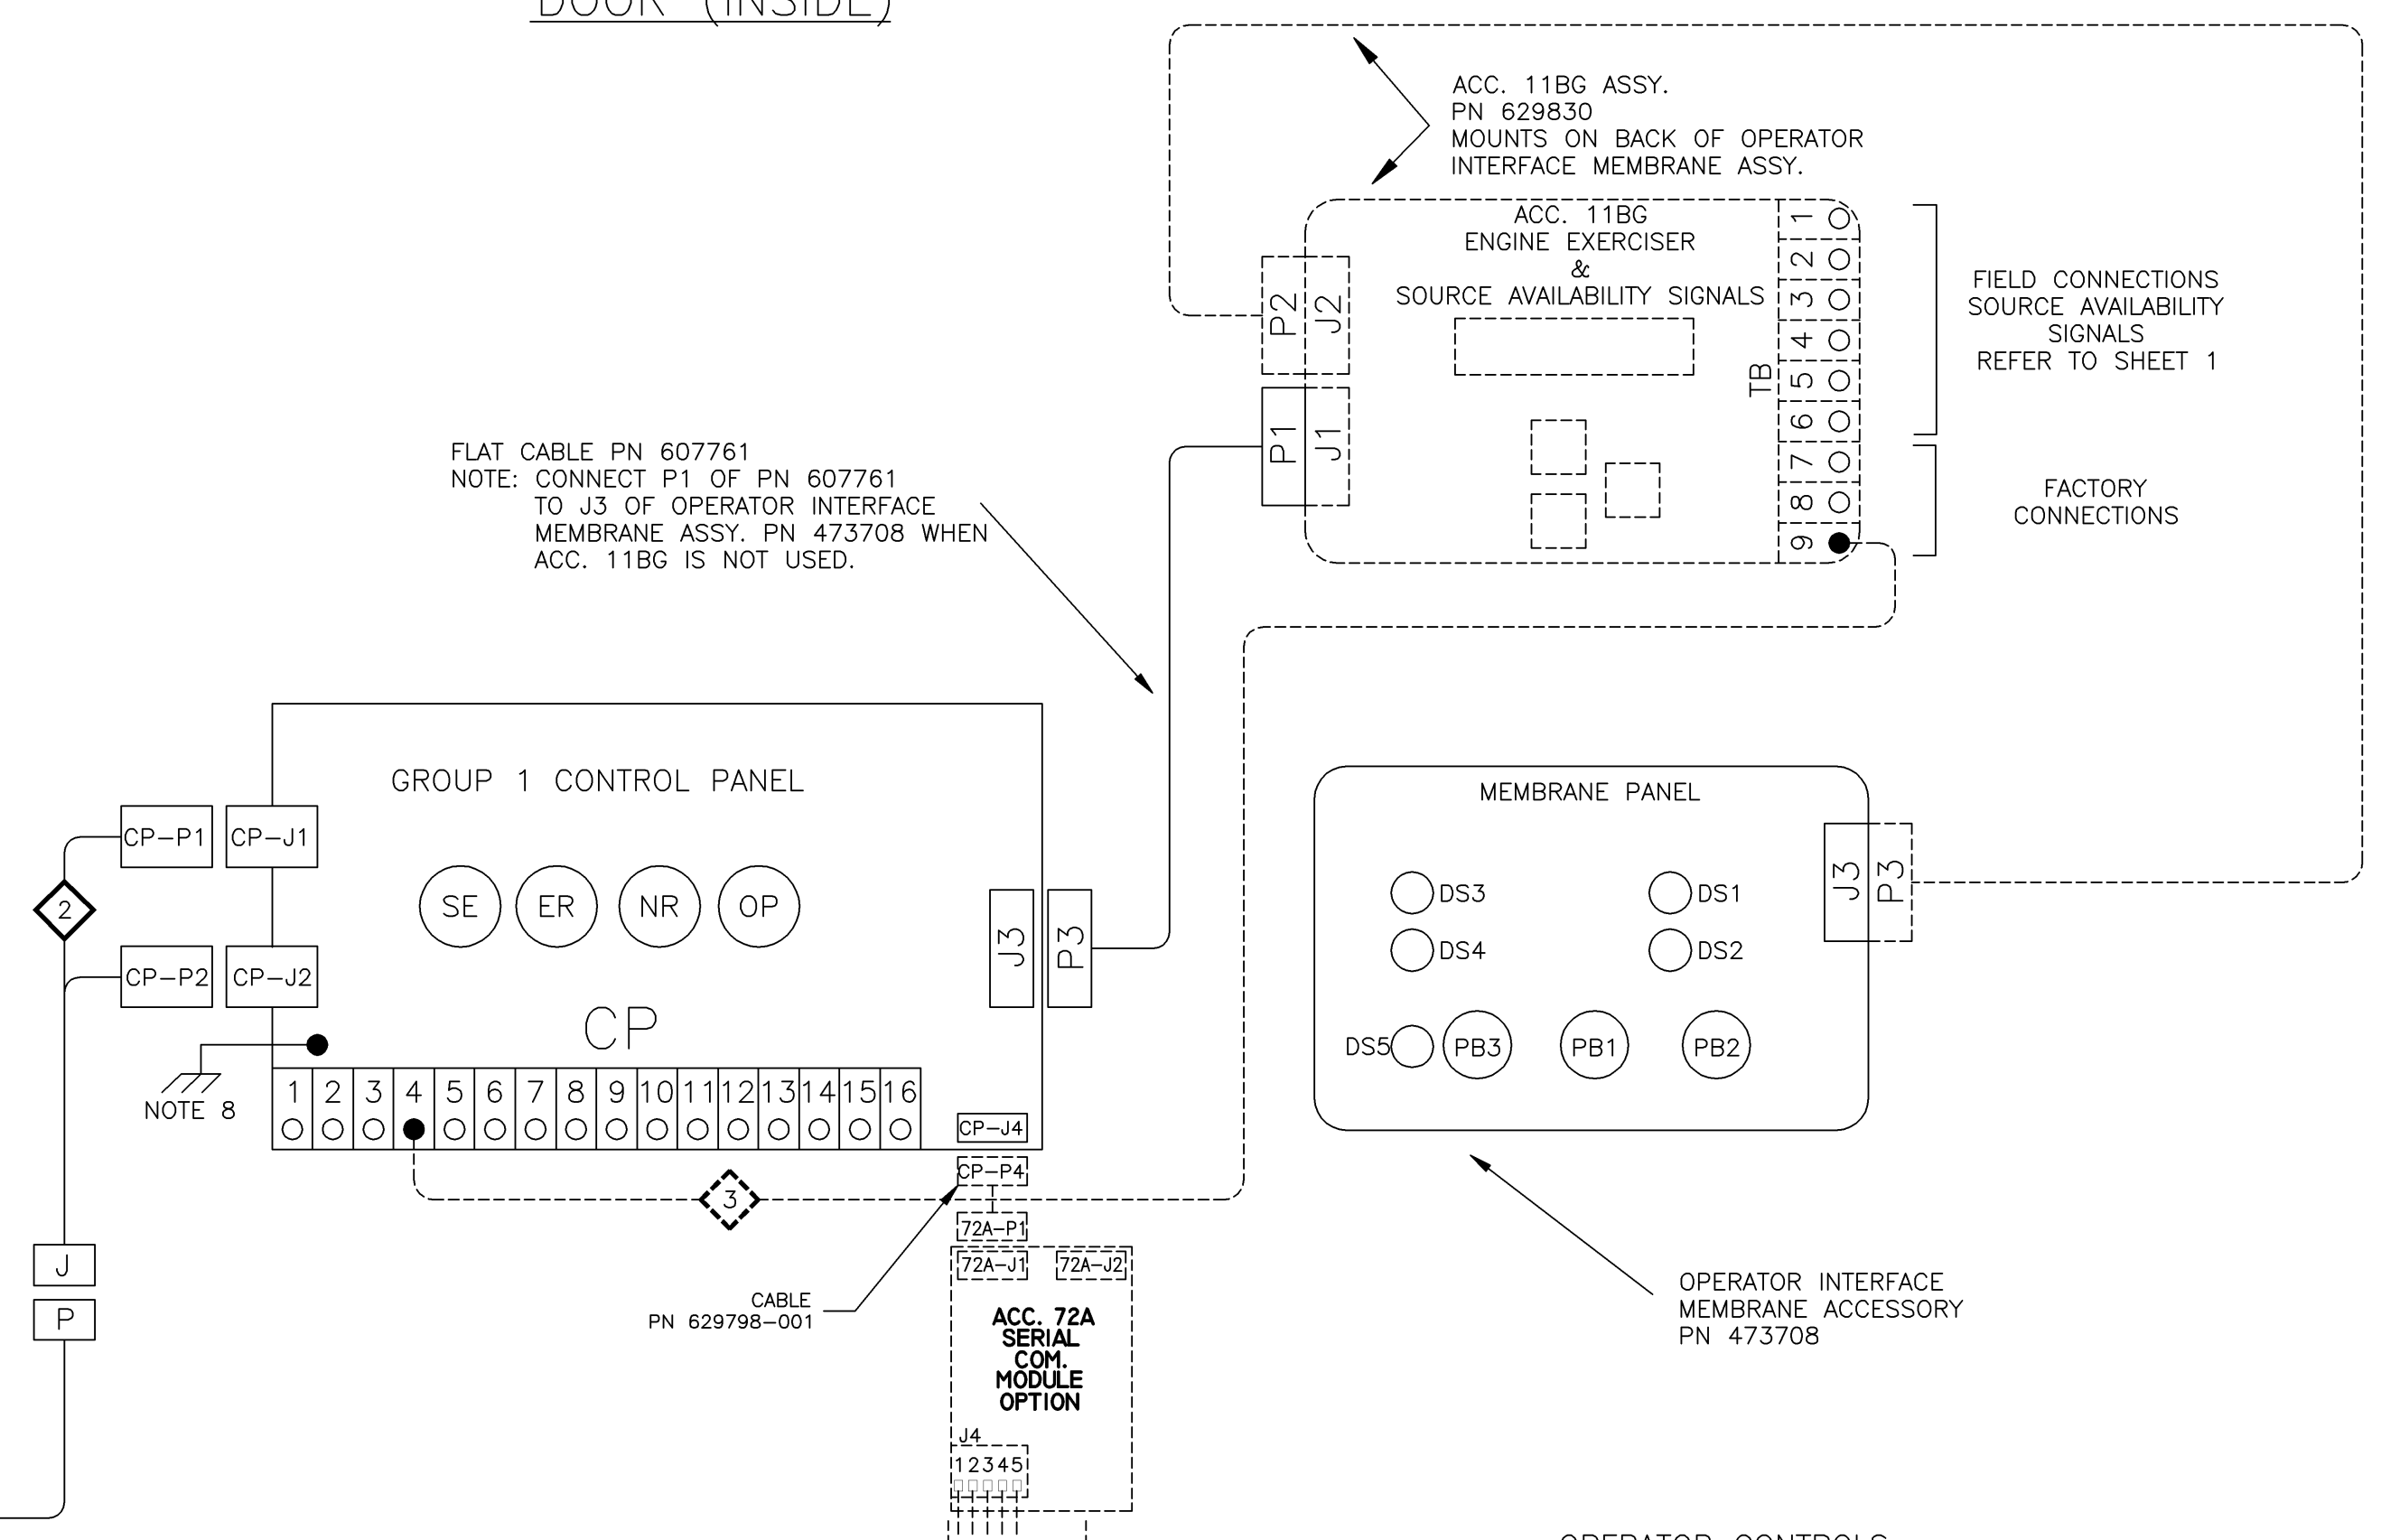 DOOR (INSIDE)
ACC. 11BG ASSY.
PN 629830
MOUNTS ON BACK OF OPERATOR
INTERFACE MEMBRANE ASSY.
ACC. 11BG
ENGINE EXERCISER
&
SOURCE AVAILABILITY SIGNALS
P2
J2
P1
J1
TB
1
2
3
4
5
6
7
8
9
FIELD CONNECTIONS
SOURCE AVAILABILITY
SIGNALS
REFER TO SHEET 1
FACTORY
CONNECTIONS
FLAT CABLE PN 607761
NOTE: CONNECT P1 OF PN 607761
TO J3 OF OPERATOR INTERFACE
MEMBRANE ASSY. PN 473708 WHEN
ACC. 11BG IS NOT USED.
GROUP 1 CONTROL PANEL
CP-P1
CP-J1
2
CP-P2
CP-J2
SE
ER
NR
OP
J3
P3
CP
NOTE 8
1 2 3 4 5 6 7 8 9 10 11 12 13 14 15 16
CP-J4
CP-P4
3
72A-P1
72A-J1
72A-J2
CABLE
PN 629798-001
ACC. 72A
SERIAL
COM.
MODULE
OPTION
J4
1 2 3 4 5
J
P
MEMBRANE PANEL
DS3
DS1
DS4
DS2
DS5
PB3
PB1
PB2
J3
P3
OPERATOR INTERFACE
MEMBRANE ACCESSORY
PN 473708
OPERATOR CONTROLS